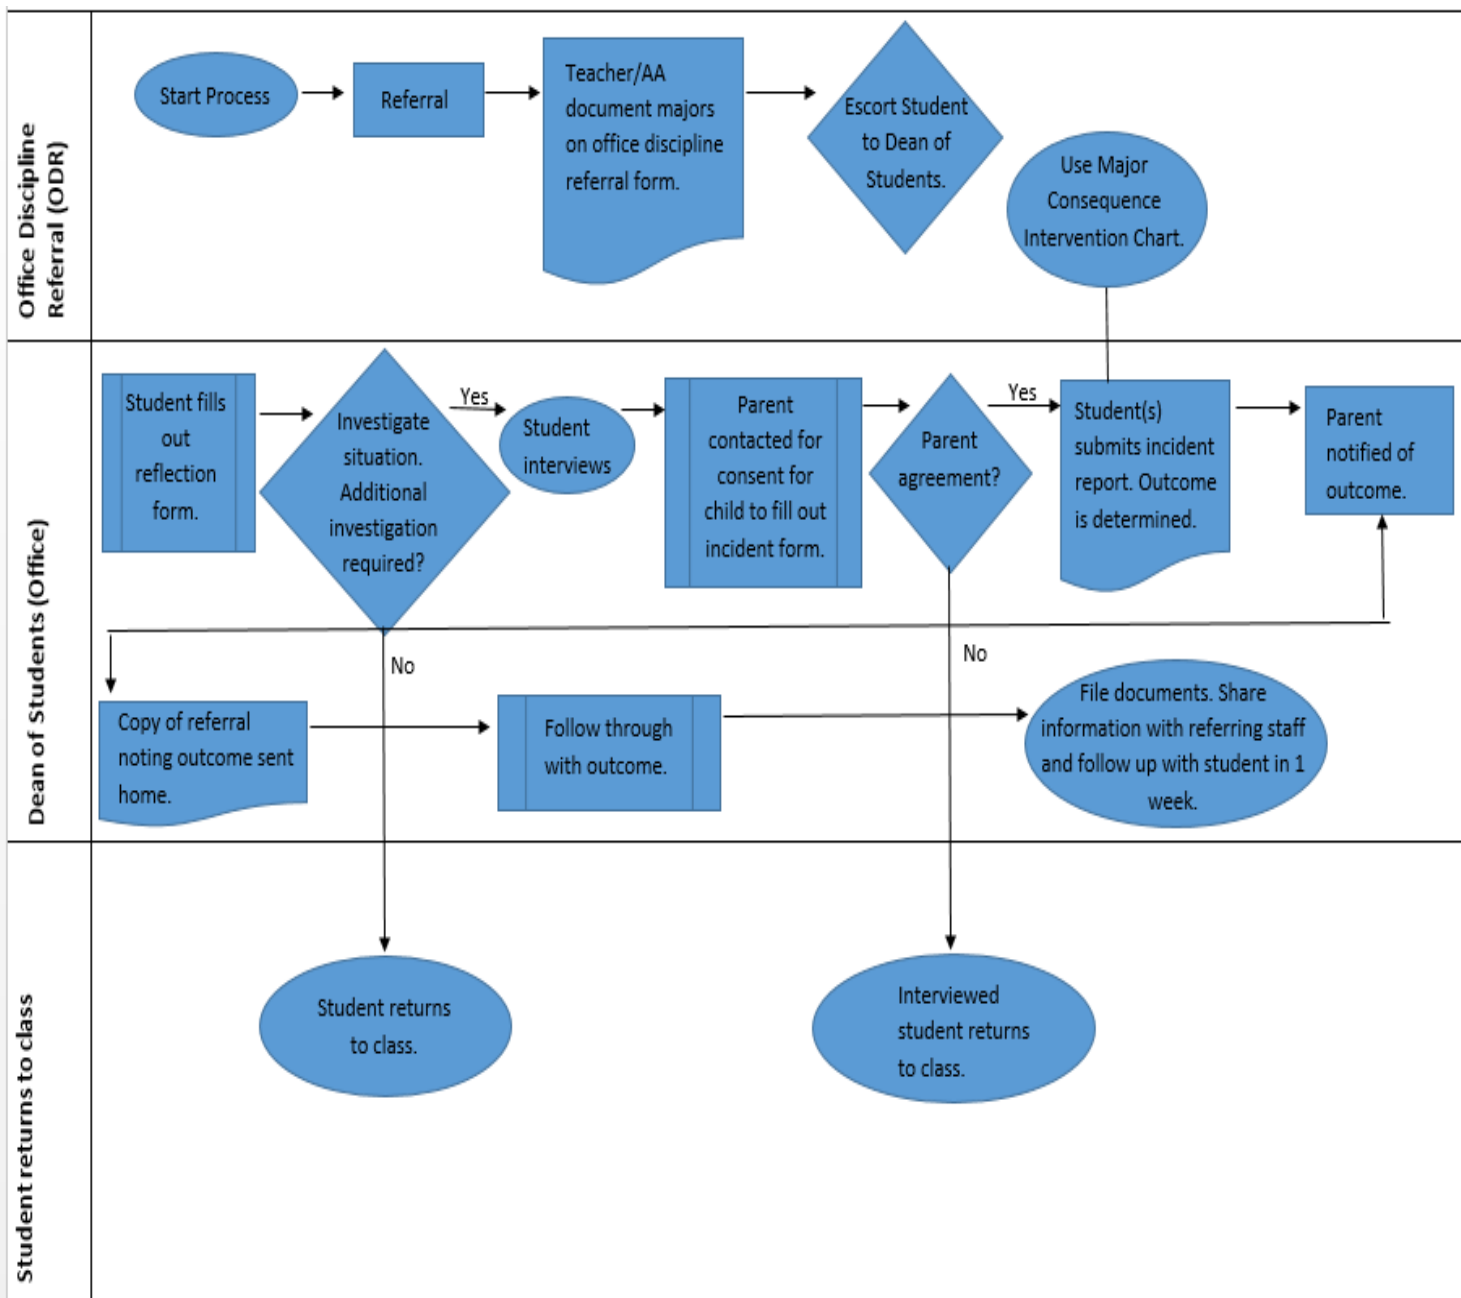 Office Discipline
Referral (ODR)
Start Process
Referral
Teacher/AA
document majors
on office discipline
referral form.
Escort Student
to Dean of
Students.
Use Major
Consequence
Intervention Chart.
Dean of Students (Office)
Student fills
out
reflection
form.
Investigate
situation.
Additional
investigation
required?
Yes
Student
interviews
Parent
contacted for
consent for
child to fill out
incident form.
Parent
agreement?
Yes
Student(s)
submits incident
report. Outcome
is determined.
Parent
notified of
outcome.
No
No
Copy of referral
noting outcome sent
home.
Follow through
with outcome.
File documents. Share
information with referring staff
and follow up with student in 1
week.
Student returns to class
Student returns
to class.
Interviewed
student returns
to class.